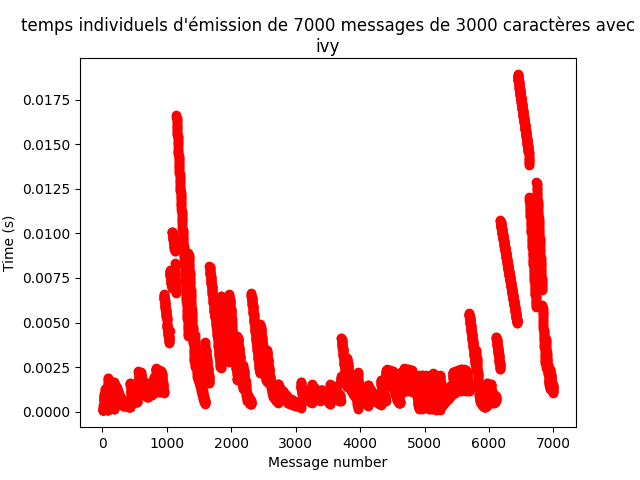 temps individuels d'émission de 7000 messages de 3000 caractères avec
ivy
0.0175
0.0150
0.0125
0.0100
0.0075
0.0050
0.0025
0.0000
Time (s)
0 1000 2000 3000 4000 5000 6000 7000
Message number